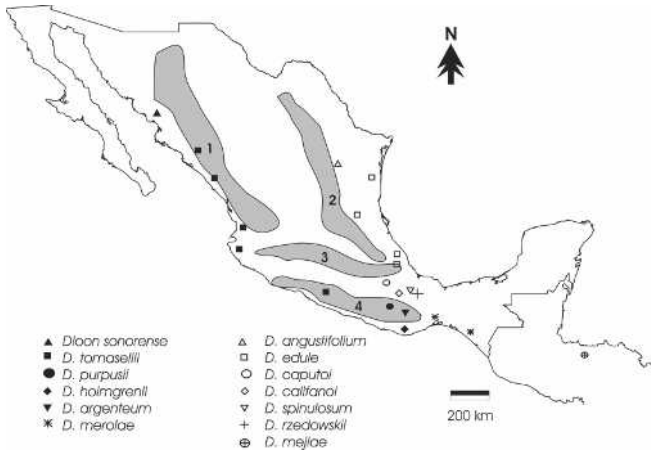 N
1
2
3
4
Dioon sonorense
D. tomasellii
D. purpusii
D. holmgrenii
D. argenteum
D. merolae
D. angustifolium
D. edule
D. caputoi
D. califanoi
D. spinulosum
D. rzedowskii
D. mejiae
200 km